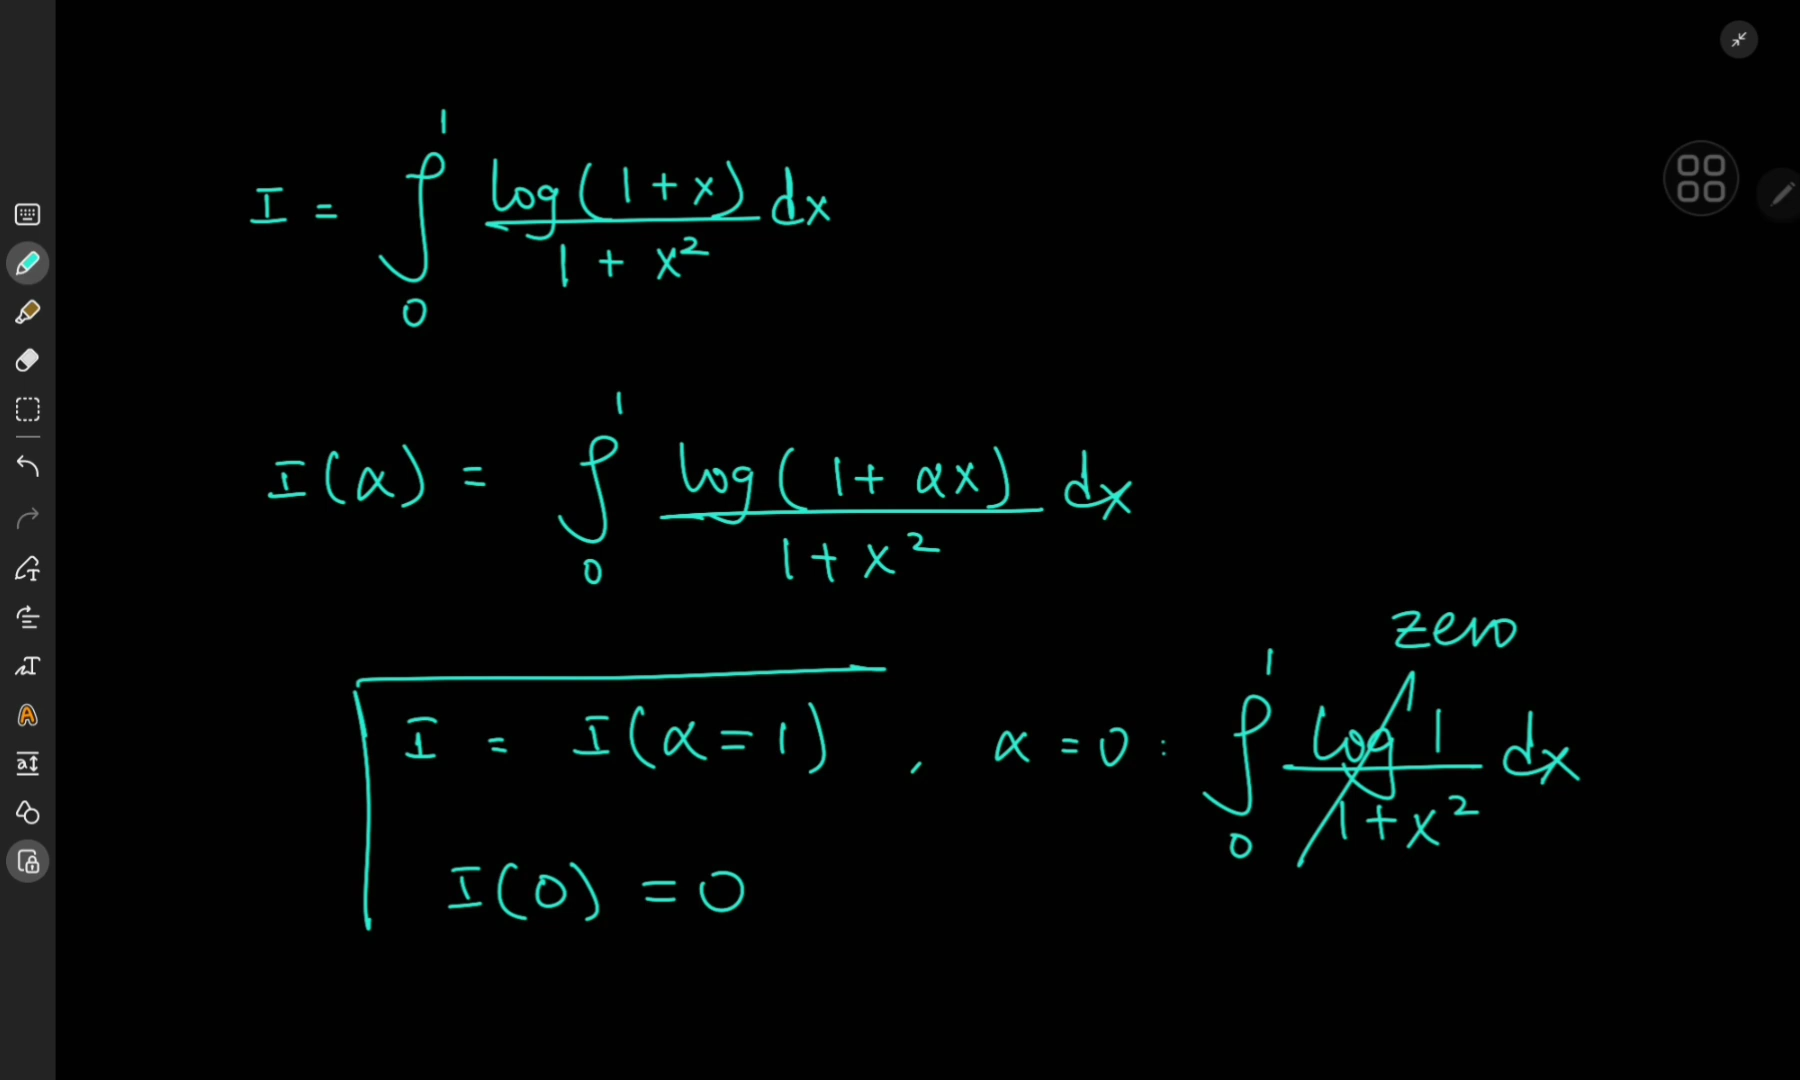 I = ∫₀¹ log(1+x)/(1+x²) dx
I(α) = ∫₀¹ log(1+αx)/(1+x²) dx
zero
I = I(α=1) , α=0: ∫₀¹ log 1/(1+x²) dx
I(0) = 0